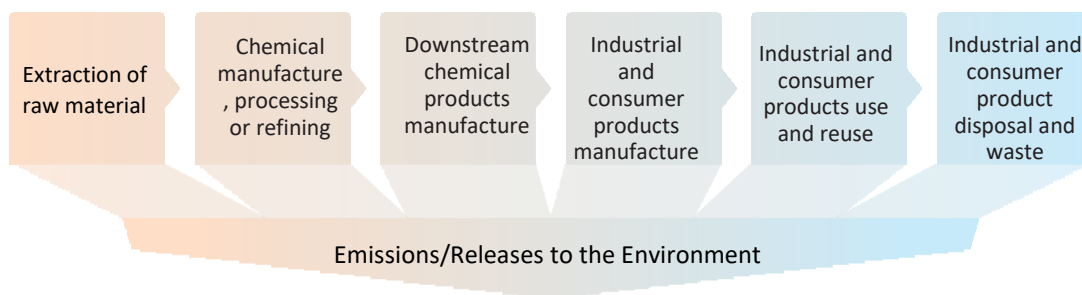 Extraction of
raw material
Chemical
manufacture
, processing
or refining
Downstream
chemical
products
manufacture
Industrial
and
consumer
products
manufacture
Industrial and
consumer
products use
and reuse
Industrial and
consumer
product
disposal and
waste
Emissions/Releases to the Environment